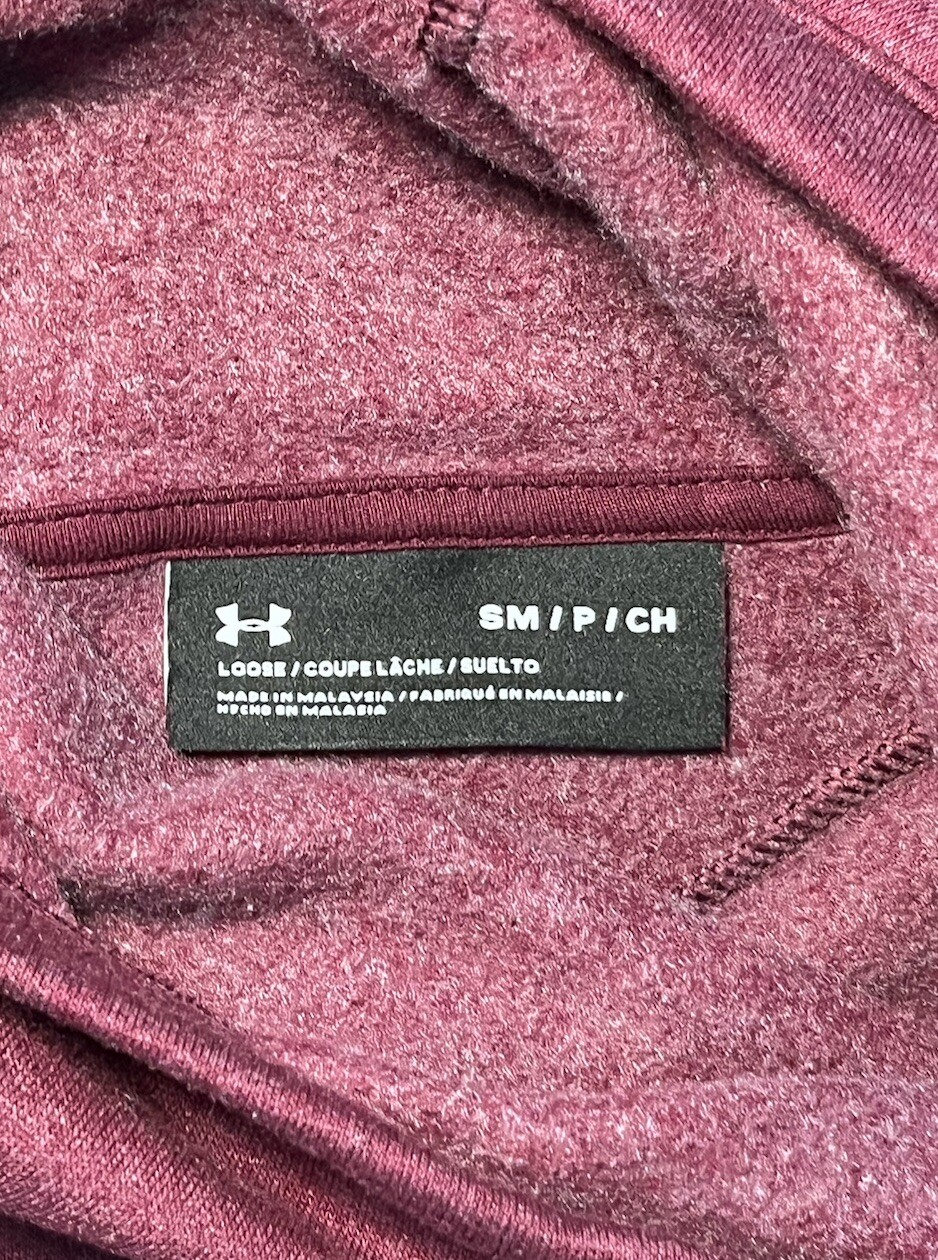 SM / P / CH
LOOSE / COUPE LÂCHE / SUELTO
MADE IN MALAYSIA / FABRIQUÉ EN MALAISIE /
HECHO EN MALASIA